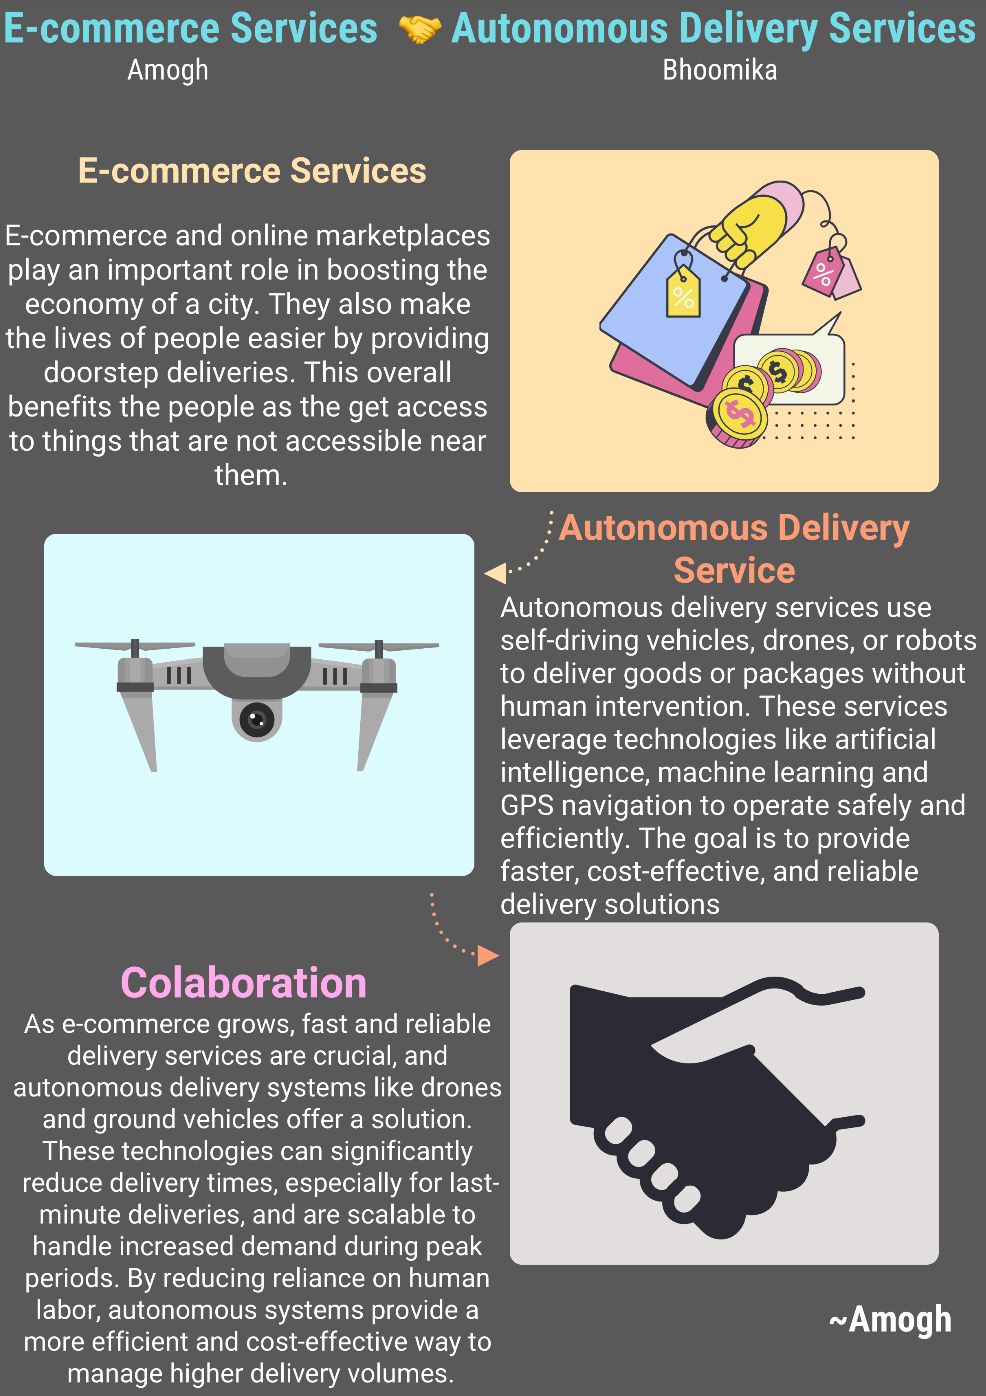 E-commerce Services 🤝 Autonomous Delivery Services
Amogh
Bhoomika
E-commerce Services
E-commerce and online marketplaces
play an important role in boosting the
economy of a city. They also make
the lives of people easier by providing
doorstep deliveries. This overall
benefits the people as the get access
to things that are not accessible near
them.
%
%
$
$
$
Autonomous Delivery
Service
Autonomous delivery services use
self-driving vehicles, drones, or robots
to deliver goods or packages without
human intervention. These services
leverage technologies like artificial
intelligence, machine learning and
GPS navigation to operate safely and
efficiently. The goal is to provide
faster, cost-effective, and reliable
delivery solutions
Colaboration
As e-commerce grows, fast and reliable
delivery services are crucial, and
autonomous delivery systems like drones
and ground vehicles offer a solution.
These technologies can significantly
reduce delivery times, especially for last-
minute deliveries, and are scalable to
handle increased demand during peak
periods. By reducing reliance on human
labor, autonomous systems provide a
more efficient and cost-effective way to
manage higher delivery volumes.
~Amogh